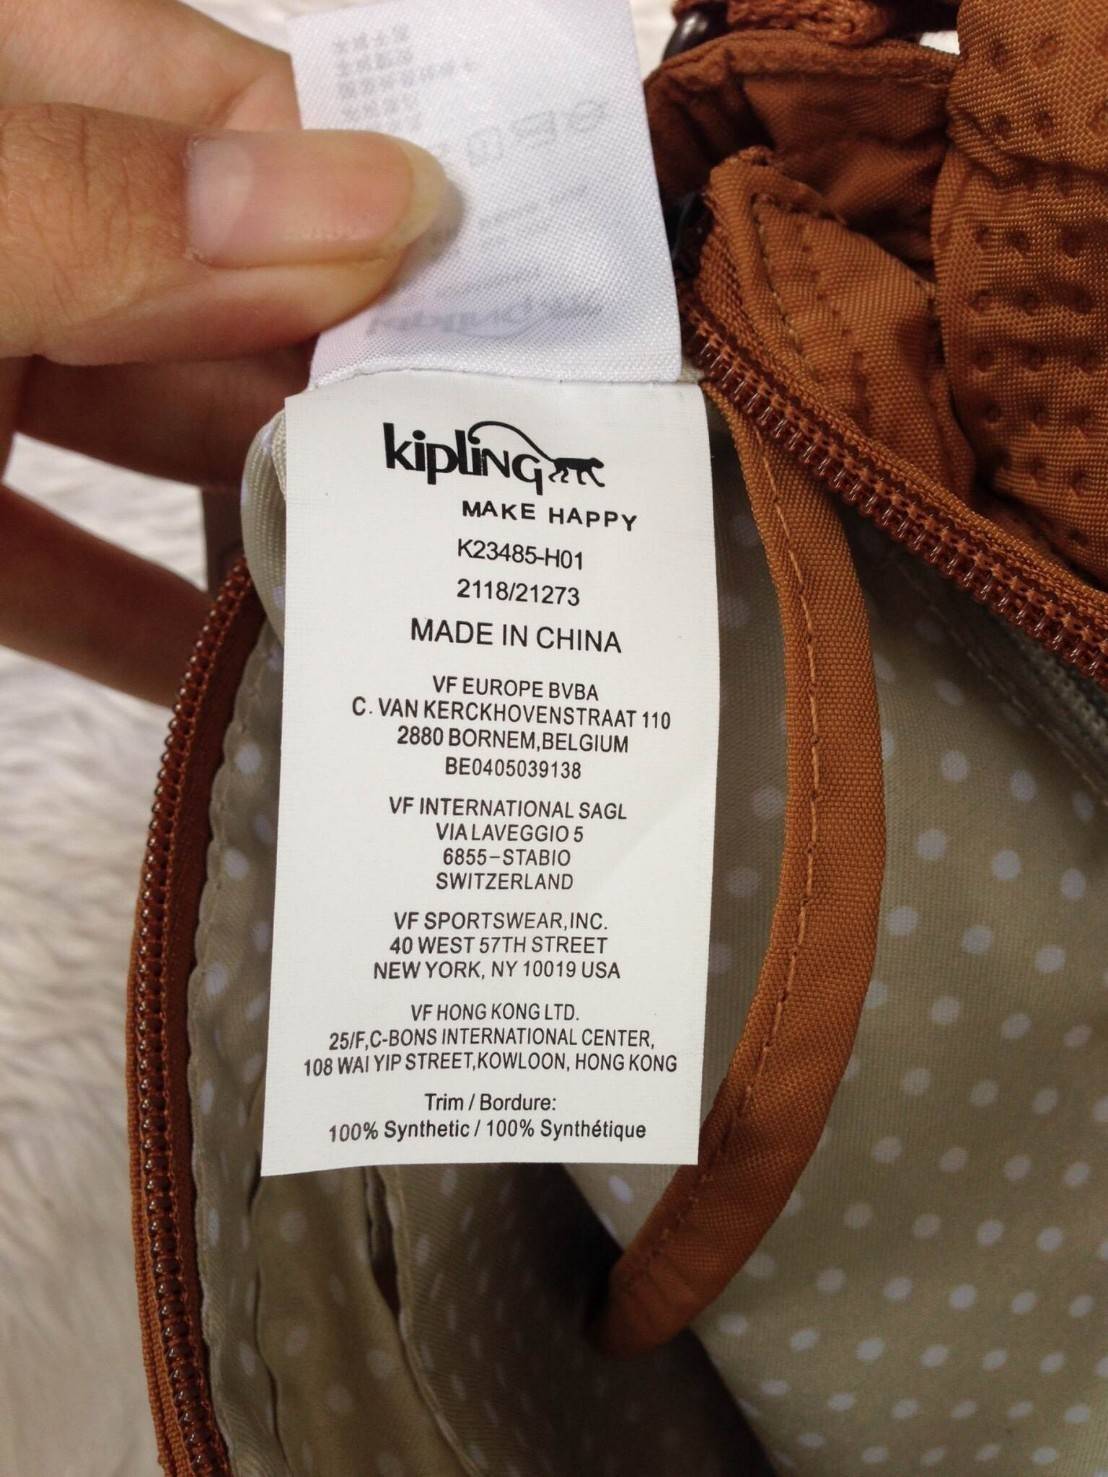 kipling
MAKE HAPPY
K23485-H01
2118/21273
MADE IN CHINA
VF EUROPE BVBA
C. VAN KERCKHOVENSTRAAT 110
2880 BORNEM,BELGIUM
BE0405039138
VF INTERNATIONAL SAGL
VIA LAVEGGIO 5
6855-STABIO
SWITZERLAND
VF SPORTSWEAR,INC.
40 WEST 57TH STREET
NEW YORK, NY 10019 USA
VF HONG KONG LTD.
25/F,C-BONS INTERNATIONAL CENTER,
108 WAI YIP STREET,KOWLOON, HONG KONG
Trim / Bordure:
100% Synthetic / 100% Synthétique